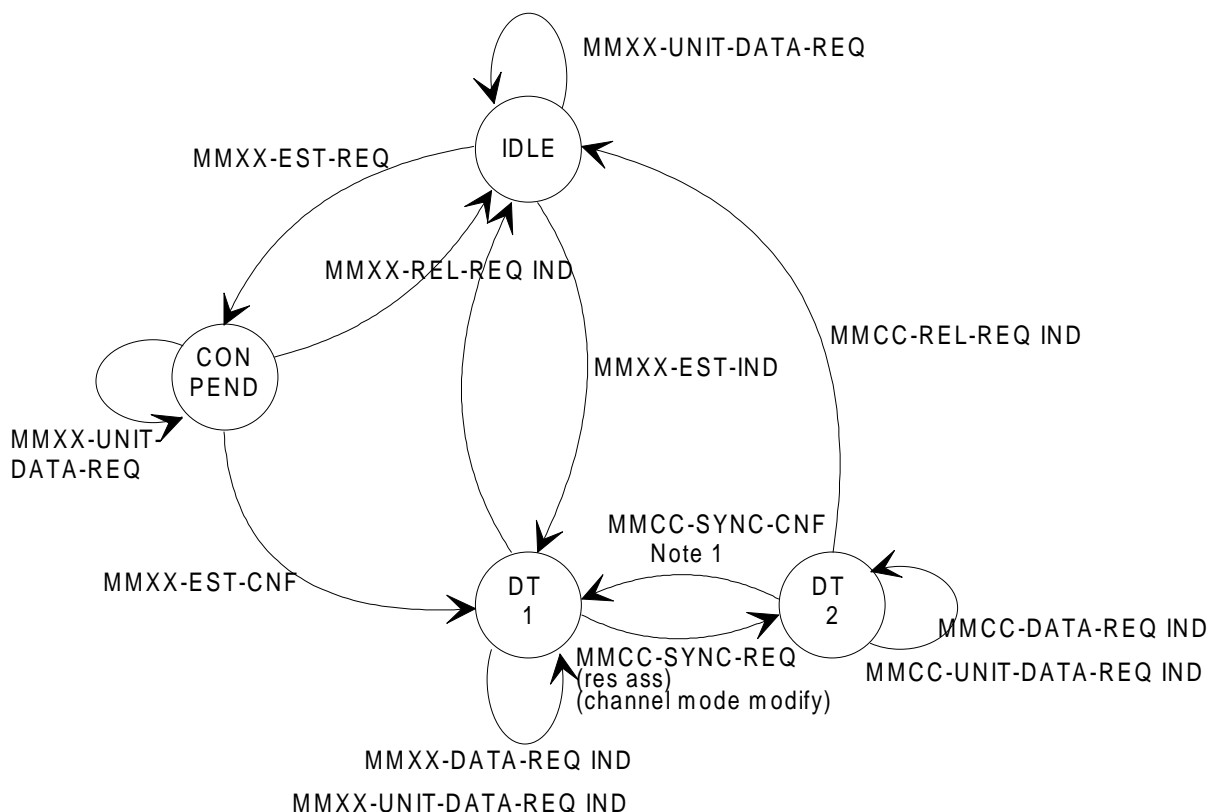 MMXX-UNIT-DATA-REQ
IDLE
MMXX-EST-REQ
MMXX-REL-REQ IND
MMCC-REL-REQ IND
CON
PEND
MMXX-EST-IND
MMXX-UNIT-
DATA-REQ
MMCC-SYNC-CNF
Note 1
MMXX-EST-CNF
DT
1
DT
2
MMCC-DATA-REQ IND
MMCC-SYNC-REQ
(res ass)
(channel mode modify)
MMCC-UNIT-DATA-REQ IND
MMXX-DATA-REQ IND
MMXX-UNIT-DATA-REQ IND